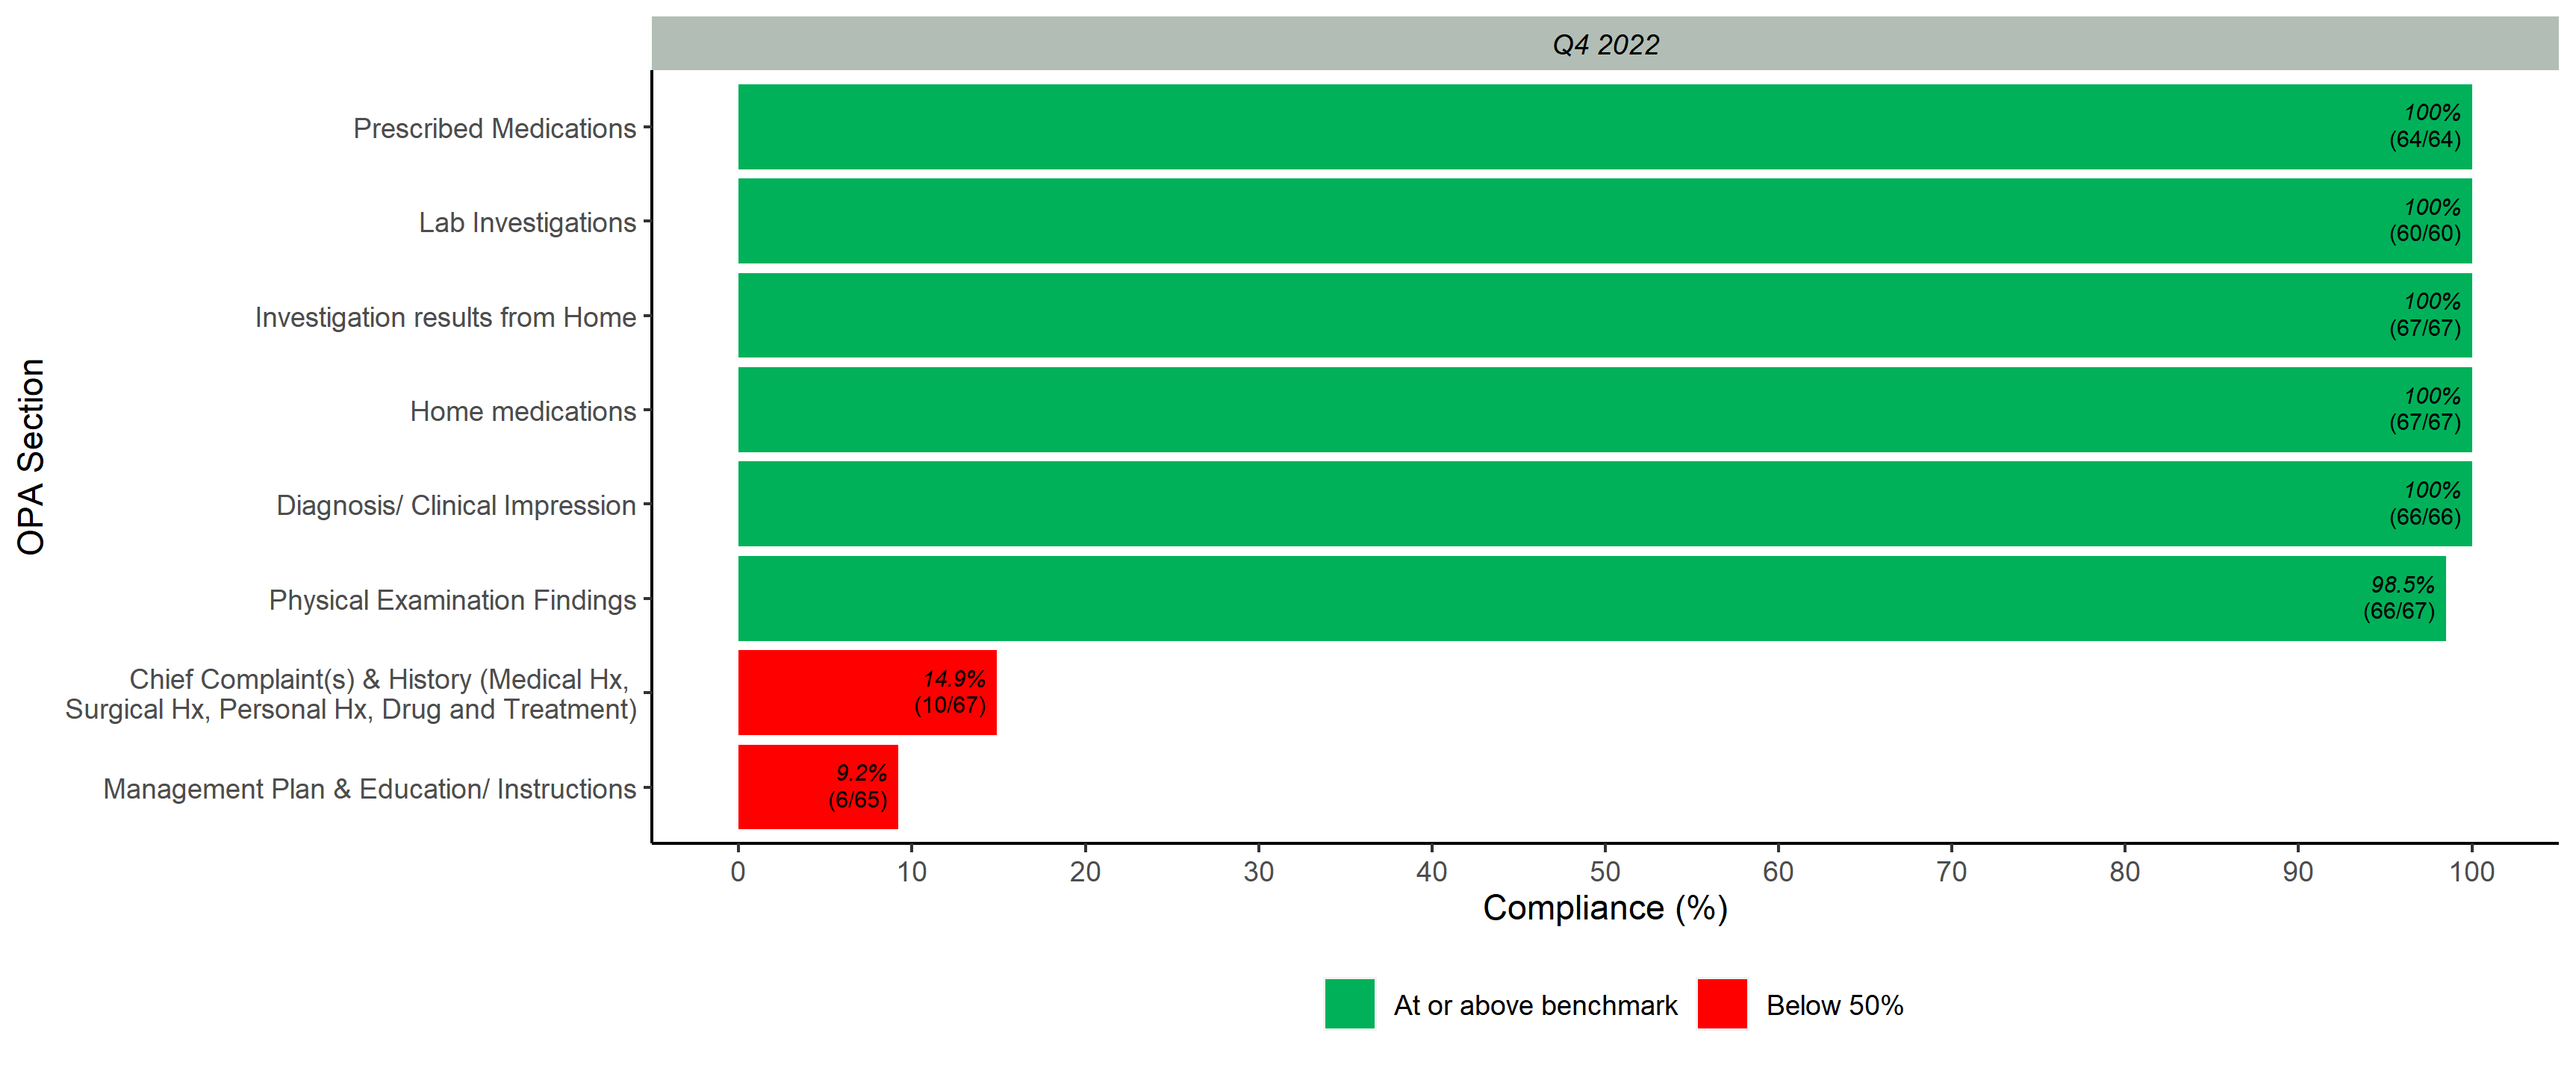 Q4 2022
OPA Section
Prescribed Medications
100%
(64/64)
Lab Investigations
100%
(60/60)
Investigation results from Home
100%
(67/67)
Home medications
100%
(67/67)
Diagnosis/ Clinical Impression
100%
(66/66)
Physical Examination Findings
98.5%
(66/67)
Chief Complaint(s) & History (Medical Hx,
Surgical Hx, Personal Hx, Drug and Treatment)
14.9%
(10/67)
Management Plan & Education/ Instructions
9.2%
(6/65)
0 10 20 30 40 50 60 70 80 90 100
Compliance (%)
At or above benchmark Below 50%